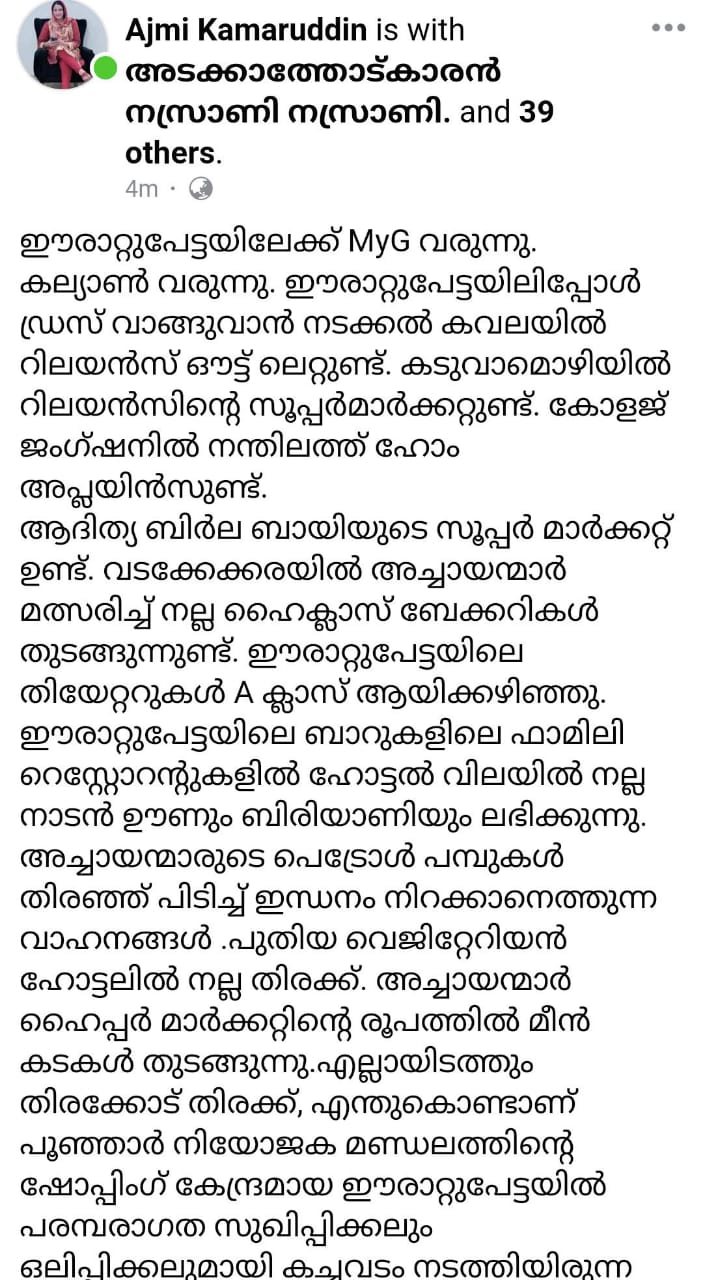 Ajmi Kamaruddin is with
അടക്കാത്തോട്കാരൻ
നസ്രാണി നസ്രാണി. and 39
others.
4m ·
ഈരാറ്റുപേട്ടയിലേക്ക് MyG വരുന്നു.
കല്യാൺ വരുന്നു. ഈരാറ്റുപേട്ടയിലിപ്പോൾ
ഡ്രസ് വാങ്ങുവാൻ നടക്കൽ കവലയിൽ
റിലയൻസ് ഔട്ട് ലെറ്റുണ്ട്. കടുവാമൊഴിയിൽ
റിലയൻസിന്റെ സൂപ്പർമാർക്കറ്റുണ്ട്. കോളജ്
ജംഗ്ഷനിൽ നന്തിലത്ത് ഹോം
അപ്ലയിൻസുണ്ട്.
ആദിത്യ ബിർല ബായിയുടെ സൂപ്പർ മാർക്കറ്റ്
ഉണ്ട്. വടക്കേക്കരയിൽ അച്ചായന്മാർ
മത്സരിച്ച് നല്ല ഹൈക്ലാസ് ബേക്കറികൾ
തുടങ്ങുന്നുണ്ട്. ഈരാറ്റുപേട്ടയിലെ
തിയേറ്ററുകൾ A ക്ലാസ് ആയിക്കഴിഞ്ഞു.
ഈരാറ്റുപേട്ടയിലെ ബാറുകളിലെ ഫാമിലി
റെസ്റ്റോറന്റുകളിൽ ഹോട്ടൽ വിലയിൽ നല്ല
നാടൻ ഊണും ബിരിയാണിയും ലഭിക്കുന്നു.
അച്ചായന്മാരുടെ പെട്രോൾ പമ്പുകൾ
തിരഞ്ഞ് പിടിച്ച് ഇന്ധനം നിറക്കാനെത്തുന്ന
വാഹനങ്ങൾ .പുതിയ വെജിറ്റേറിയൻ
ഹോട്ടലിൽ നല്ല തിരക്ക്. അച്ചായന്മാർ
ഹൈപ്പർ മാർക്കറ്റിന്റെ രൂപത്തിൽ മീൻ
കടകൾ തുടങ്ങുന്നു.എല്ലായിടത്തും
തിരക്കോട് തിരക്ക്, എന്തുകൊണ്ടാണ്
പൂഞ്ഞാർ നിയോജക മണ്ഡലത്തിന്റെ
ഷോപ്പിംഗ് കേന്ദ്രമായ ഈരാറ്റുപേട്ടയിൽ
പരമ്പരാഗത സുഖിപ്പിക്കലും
ഒലിപ്പിക്കലുമായി കച്ചവടം നടത്തിയിരുന്ന